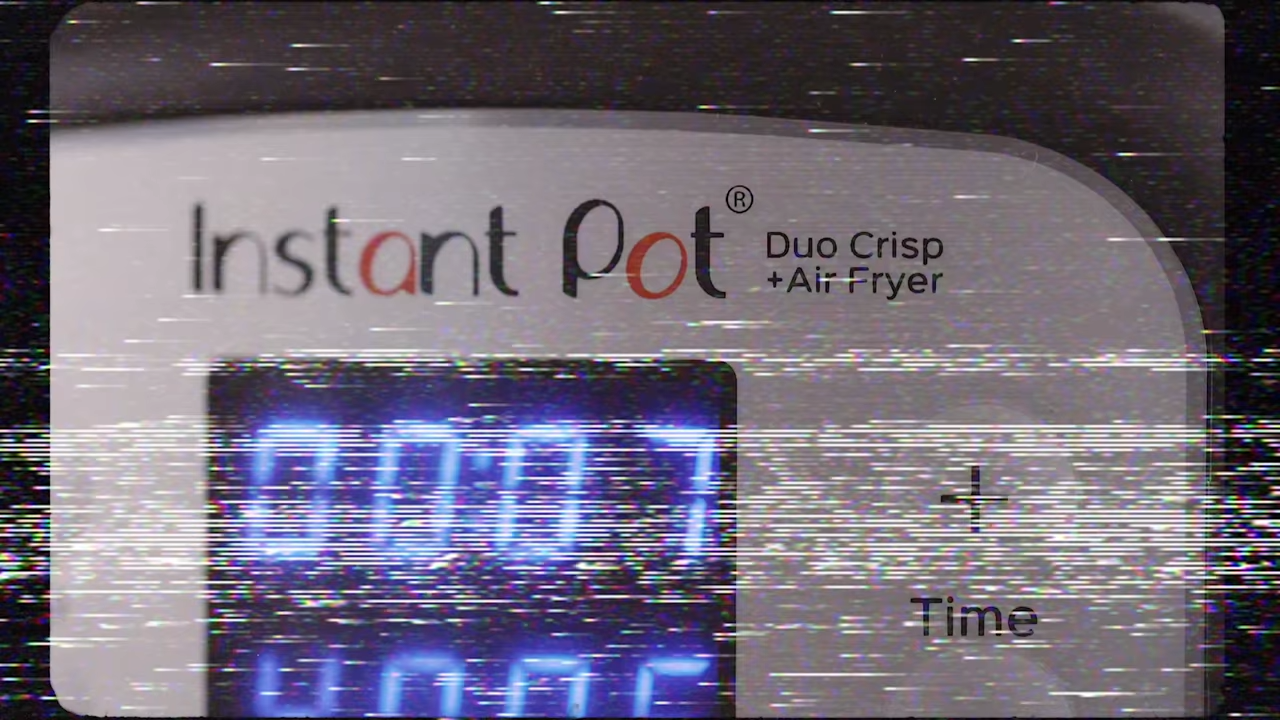 Instant Pot®
Duo Crisp
+Air Fryer
00:07
+
Time